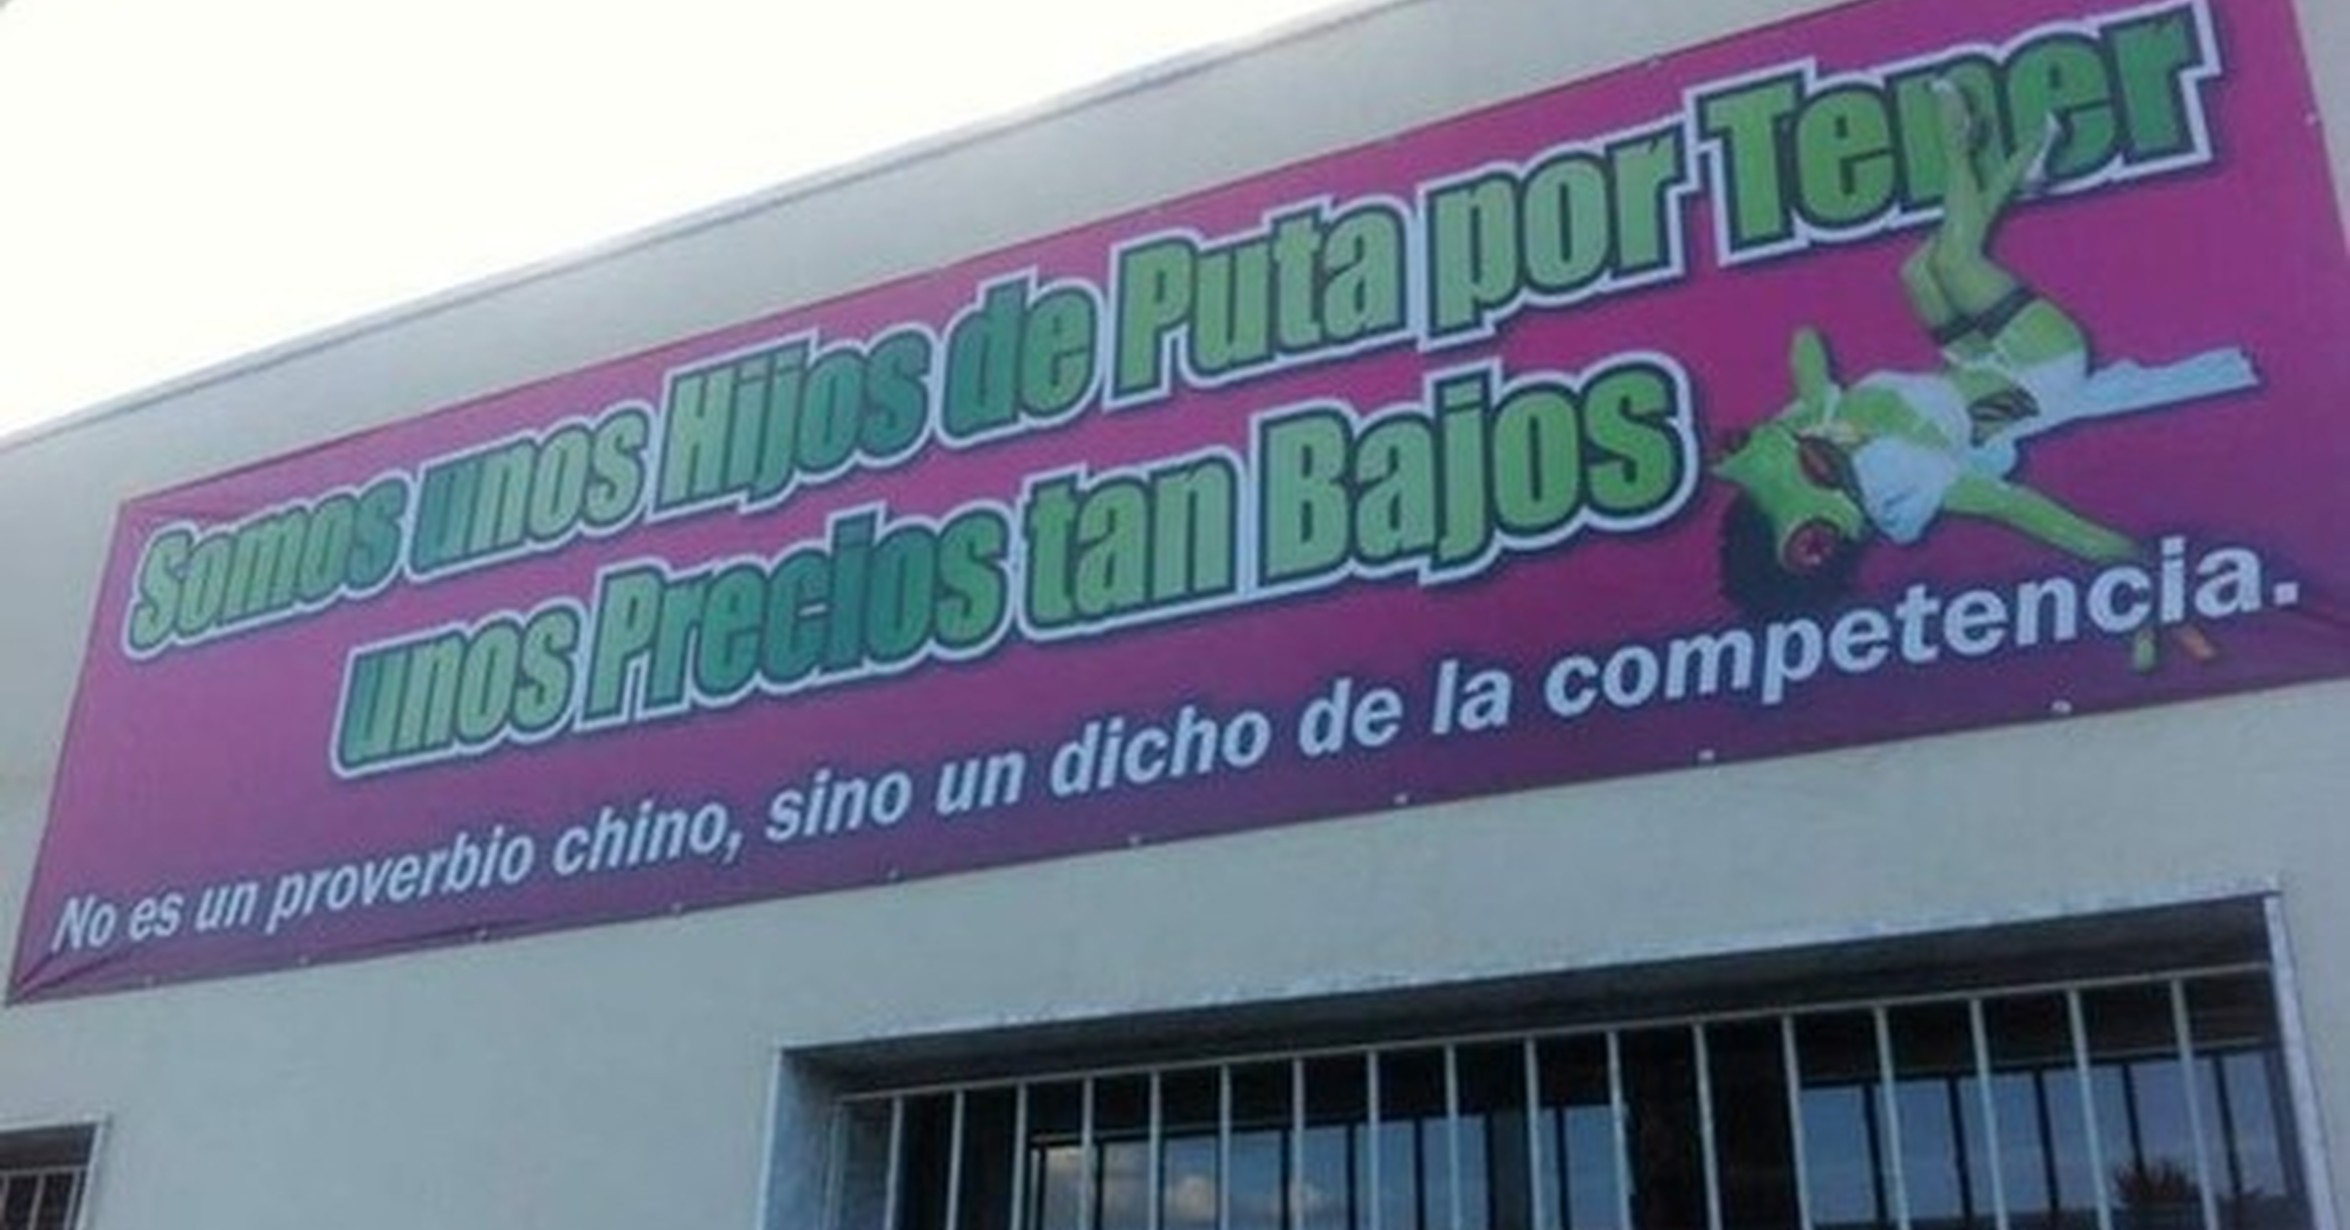 Somos unos Hijos de Puta por Tener
unos Precios tan Bajos
No es un proverbio chino, sino un dicho de la competencia.